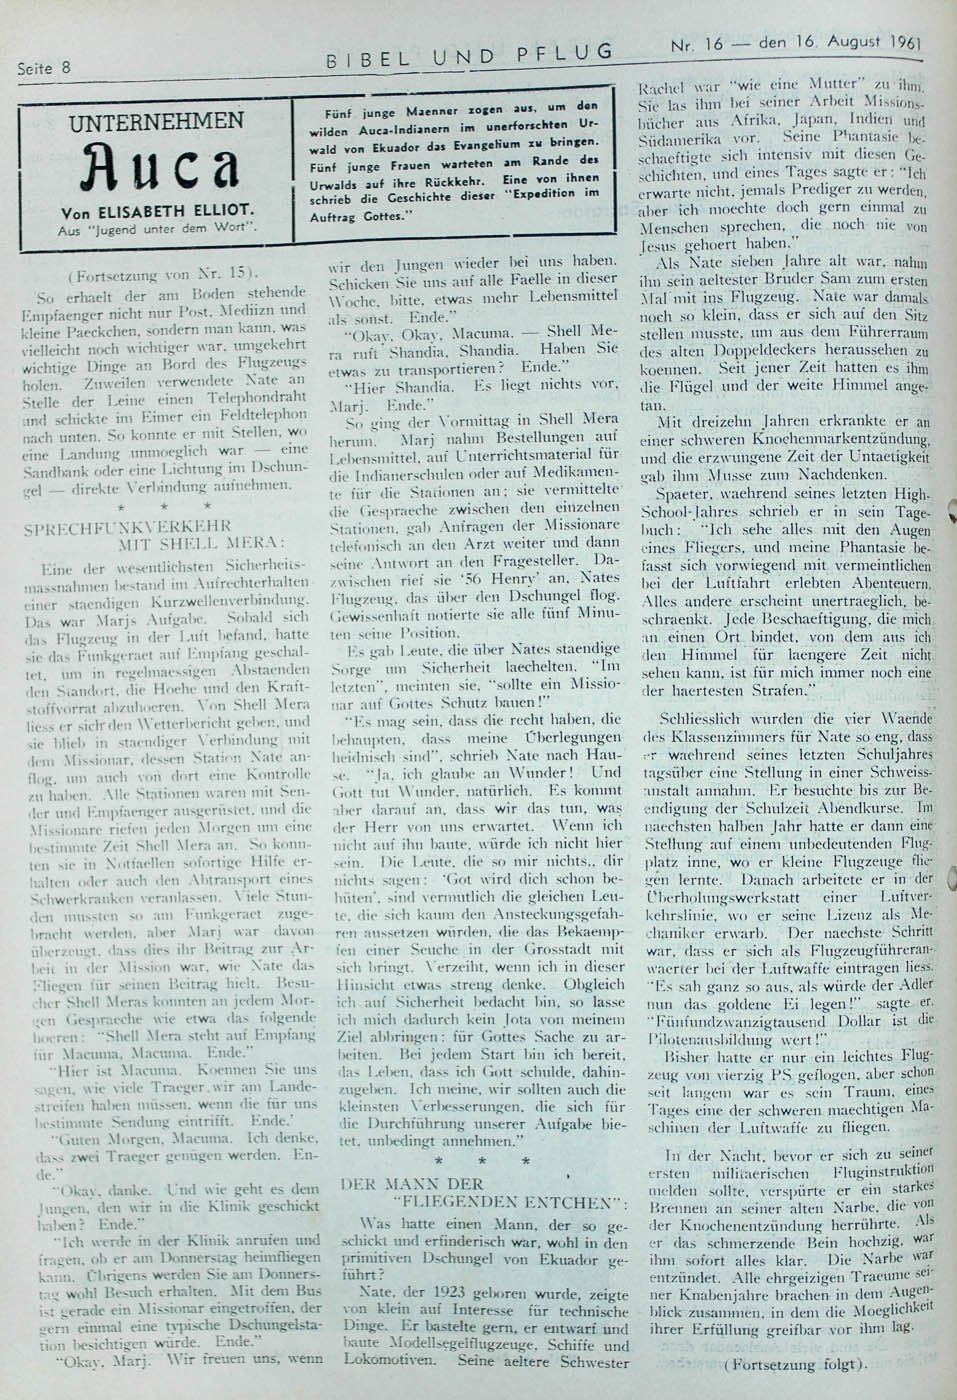 Seite 8
BIBEL UND PFLUG
Nr. 16 — den 16. August 1961
UNTERNEHMEN
Auca
Von ELISABETH ELLIOT.
Aus "Jugend unter dem Wort".
Fünf junge Maenner zogen aus, um den
wilden Auca-Indianern im unerforschten Ur-
wald von Ekuador das Evangelium zu bringen.
Fünf junge Frauen warteten am Rande des
Urwalds auf ihre Rückkehr. Eine von ihnen
schrieb die Geschichte dieser "Expedition im
Auftrag Gottes."
(Fortsetzung von Nr. 15).
So erhaelt der am Boden stehende
Empfaenger nicht nur Post, Mediizn und
kleine Paeckchen, sondern man kann, was
vielleicht noch wichtiger war, umgekehrt
wichtige Dinge an Bord des Flugzeugs
holen. Zuweilen verwendete Nate an
Stelle der Leine einen Telephondraht
und schickte im Eimer ein Feldtelephon
nach unten. So konnte er mit Stellen, wo
eine Landung unmoeglich war — eine
Sandbank oder eine Lichtung im Dschun-
gel — direkte Verbindung aufnehmen.
* * *
SPRECHFUNKVERKEHR
MIT SHELL MERA:
Eine der wesentlichsten Sicherheits-
massnahmen bestand im Aufrechterhalten
einer staendigen Kurzwellenverbindung.
Das war Marjs Aufgabe. Sobald sich
das Flugzeug in der Luft befand, hatte
sie das Funkgeraet auf Empfang geschal-
tet, um in regelmaessigen Abstaenden
den Standort, die Hoehe und den Kraft-
stoffvorrat abzuhoeren. Von Shell Mera
liess er sich den Wetterbericht geben, und
sie blieb in staendiger Verbindung mit
dem Missionar, dessen Station Nate an-
flog, um auch von dort eine Kontrolle
zu haben. Alle Stationen waren mit Sen-
der und Empfaenger ausgerüstet, und die
Missionare riefen jeden Morgen um eine
bestimmte Zeit Shell Mera an. So konn-
ten sie in Notfaellen sofortige Hilfe er-
halten oder auch den Abtransport eines
Schwerkranken veranlassen. Viele Stun-
den mussten so am Funkgeraet zuge-
bracht werden, aber Marj war davon
überzeugt, dass dies ihr Beitrag zur Ar-
beit in der Mission war, wie Nate das
Fliegen für seinen Beitrag hielt. Besu-
cher Shell Meras konnten an jedem Mor-
gen Gespraeche wie etwa das folgende
hoeren: "Shell Mera steht auf Empfang
für Macuma, Macuma. Ende."
"Hier ist Macuma. Koennen Sie uns
sagen, wie viele Traeger wir am Lande-
streifen haben müssen, wenn die für uns
bestimmte Sendung eintrifft. Ende.'
"Guten Morgen, Macuma. Ich denke,
dass zwei Traeger genügen werden. En-
de."
"Okay, danke. Und wie geht es dem
Jungen, den wir in die Klinik geschickt
haben? Ende."
"Ich werde in der Klinik anrufen und
fragen, ob er am Donnerstag heimfliegen
kann. Übrigens werden Sie am Donners-
tag wohl Besuch erhalten. Mit dem Bus
ist gerade ein Missionar eingetroffen, der
gern einmal eine typische Dschungelsta-
tion besichtigen würde. Ende."
"Okay, Marj. Wir freuen uns, wenn
wir den Jungen wieder bei uns haben.
Schicken Sie uns auf alle Faelle in dieser
Woche, bitte, etwas mehr Lebensmittel
als sonst. Ende."
"Okay, Okay, Macuma. — Shell Me-
ra ruft Shandia, Shandia. Haben Sie
etwas zu transportieren? Ende."
"Hier Shandia. Es liegt nichts vor,
Marj. Ende."
So ging der Vormittag in Shell Mera
herum. Marj nahm Bestellungen auf
Lebensmittel, auf Unterrichtsmaterial für
die Indianerschulen oder auf Medikamen-
te für die Stationen an; sie vermittelte
die Gespraeche zwischen den einzelnen
Stationen, gab Anfragen der Missionare
telefonisch an den Arzt weiter und dann
seine Antwort an den Fragesteller. Da-
zwischen rief sie '56 Henry' an, Nates
Flugzeug, das über den Dschungel flog.
Gewissenhaft notierte sie alle fünf Minu-
ten seine Position.
Es gab Leute, die über Nates staendige
Sorge um Sicherheit laechelten. "Im
letzten", meinten sie, "sollte ein Missio-
nar auf Gottes Schutz bauen!"
"Es mag sein, dass die recht haben, die
behaupten, dass meine Überlegungen
heidnisch sind", schrieb Nate nach Hau-
se. "Ja, ich glaube an Wunder! Und
Gott tut Wunder, natürlich. Es kommt
aber darauf an, dass wir das tun, was
der Herr von uns erwartet. Wenn ich
nicht auf ihn baute, würde ich nicht hier
sein. Die Leute, die so mir nichts,, dir
nichts sagen: 'Got wird dich schon be-
hüten', sind vermutlich die gleichen Leu-
te, die sich kaum den Ansteckungsgefah-
ren aussetzen würden, die das Bekaemp-
fen einer Seuche in der Grosstadt mit
sich bringt. Verzeiht, wenn ich in dieser
Hinsicht etwas streng denke. Obgleich
ich auf Sicherheit bedacht bin, so lasse
ich mich dadurch kein Jota von meinem
Ziel abbringen: für Gottes Sache zu ar-
beiten. Bei jedem Start bin ich bereit,
das Leben, dass ich Gott schulde, dahin-
zugeben. Ich meine, wir sollten auch die
kleinsten Verbesserungen, die sich für
die Durchführung unserer Aufgabe bie-
tet, unbedingt annehmen."
* * *
DER MANN DER
"FLIEGENDEN ENTCHEN":
Was hatte einen Mann, der so ge-
schickt und erfinderisch war, wohl in den
primitiven Dschungel von Ekuador ge-
führt?
Nate, der 1923 geboren wurde, zeigte
von klein auf Interesse für technische
Dinge. Er bastelte gern, er entwarf und
baute Modellsegelflugzeuge, Schiffe und
Lokomotiven. Seine aeltere Schwester
Rachel war "wie eine Mutter" zu ihm.
Sie las ihm bei seiner Arbeit Missions-
bücher aus Afrika, Japan, Indien und
Südamerika vor. Seine Phantasie be-
schaeftigte sich intensiv mit diesen Ge-
schichten, und eines Tages sagte er: "Ich
erwarte nicht, jemals Prediger zu werden,
aber ich moechte doch gern einmal zu
Menschen sprechen, die noch nie von
Jesus gehoert haben."
Als Nate sieben Jahre alt war, nahm
ihn sein aeltester Bruder Sam zum ersten
Mal mit ins Flugzeug. Nate war damals
noch so klein, dass er sich auf den Sitz
stellen musste, um aus dem Führerraum
des alten Doppeldeckers heraussehen zu
koennen. Seit jener Zeit hatten es ihm
die Flügel und der weite Himmel ange-
tan.
Mit dreizehn Jahren erkrankte er an
einer schweren Knochenmarkentzündung,
und die erzwungene Zeit der Untaetigkeit
gab ihm Musse zum Nachdenken.
Spaeter, waehrend seines letzten High-
School-Jahres schrieb er in sein Tage-
buch: "Ich sehe alles mit den Augen
eines Fliegers, und meine Phantasie be-
fasst sich vorwiegend mit vermeintlichen
bei der Luftfahrt erlebten Abenteuern.
Alles andere erscheint unertraeglich, be-
schraenkt. Jede Beschaeftigung, die mich
an einen Ort bindet, von dem aus ich
den Himmel für laengere Zeit nicht
sehen kann, ist für mich immer noch eine
der haertesten Strafen."
Schliesslich wurden die vier Waende
des Klassenzimmers für Nate so eng, dass
er waehrend seines letzten Schuljahres
tagsüber eine Stellung in einer Schweiss-
anstalt annahm. Er besuchte bis zur Be-
endigung der Schulzeit Abendkurse. Im
naechsten halben Jahr hatte er dann eine
Stellung auf einem unbedeutenden Flug-
platz inne, wo er kleine Flugzeuge flie-
gen lernte. Danach arbeitete er in der
Überholungswerkstatt einer Luftver-
kehrslinie, wo er seine Lizenz als Me-
chaniker erwarb. Der naechste Schritt
war, dass er sich als Flugzeugführeran-
waerter bei der Luftwaffe eintragen liess.
"Es sah ganz so aus, als würde der Adler
nun das goldene Ei legen!" sagte er.
"Fünfundzwanzigtausend Dollar ist die
Pilotenausbildung wert!"
Bisher hatte er nur ein leichtes Flug-
zeug von vierzig PS geflogen, aber schon
seit langem war es sein Traum, eines
Tages eine der schweren maechtigen Ma-
schinen der Luftwaffe zu fliegen.
In der Nacht, bevor er sich zu seiner
ersten militaerischen Fluginstruktion
melden sollte, verspürte er ein starkes
Brennen an seiner alten Narbe, die von
der Knochenentzündung herrührte. Als
er das schmerzende Bein hochzig, war
ihm sofort alles klar. Die Narbe war
entzündet. Alle ehrgeizigen Traeume sei-
ner Knabenjahre brachen in dem Augen-
blick zusammen, in dem die Moeglichkeit
ihrer Erfüllung greifbar vor ihm lag.
(Fortsetzung folgt).